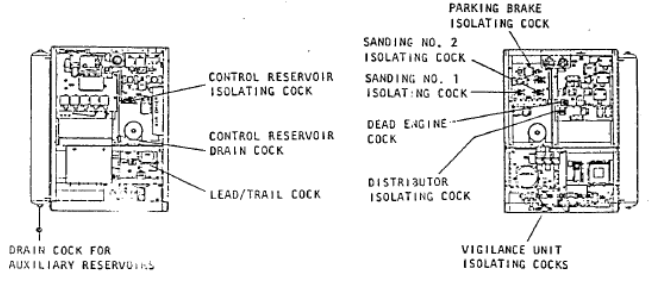 PARKING BRAKE
ISOLATING COCK
SANDING NO. 2
ISOLATING COCK
SANDING NO. 1
ISOLATING COCK
DEAD ENGINE
COCK
DISTRIBUTOR
ISOLATING COCK
VIGILANCE UNIT
ISOLATING COCKS
CONTROL RESERVOIR
ISOLATING COCK
CONTROL RESERVOIR
DRAIN COCK
LEAD/TRAIL COCK
DRAIN COCK FOR
AUXILIARY RESERVOIRS